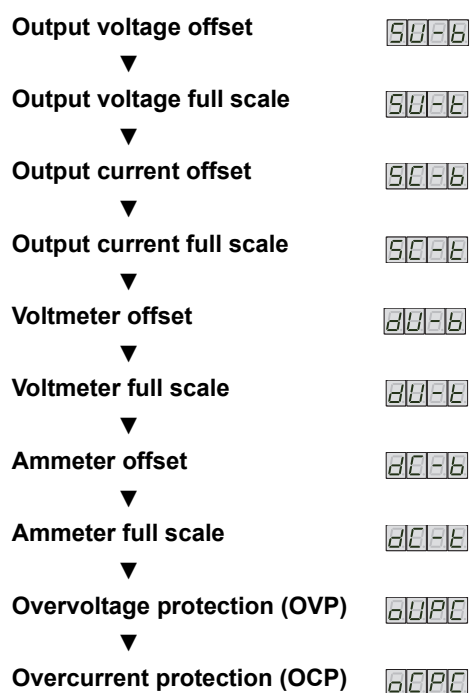 Output voltage offset SU-b
▼
Output voltage full scale SU-t
▼
Output current offset SC-b
▼
Output current full scale SC-t
▼
Voltmeter offset dU-b
▼
Voltmeter full scale dU-t
▼
Ammeter offset dC-b
▼
Ammeter full scale dC-t
▼
Overvoltage protection (OVP) oUPC
▼
Overcurrent protection (OCP) oCPC